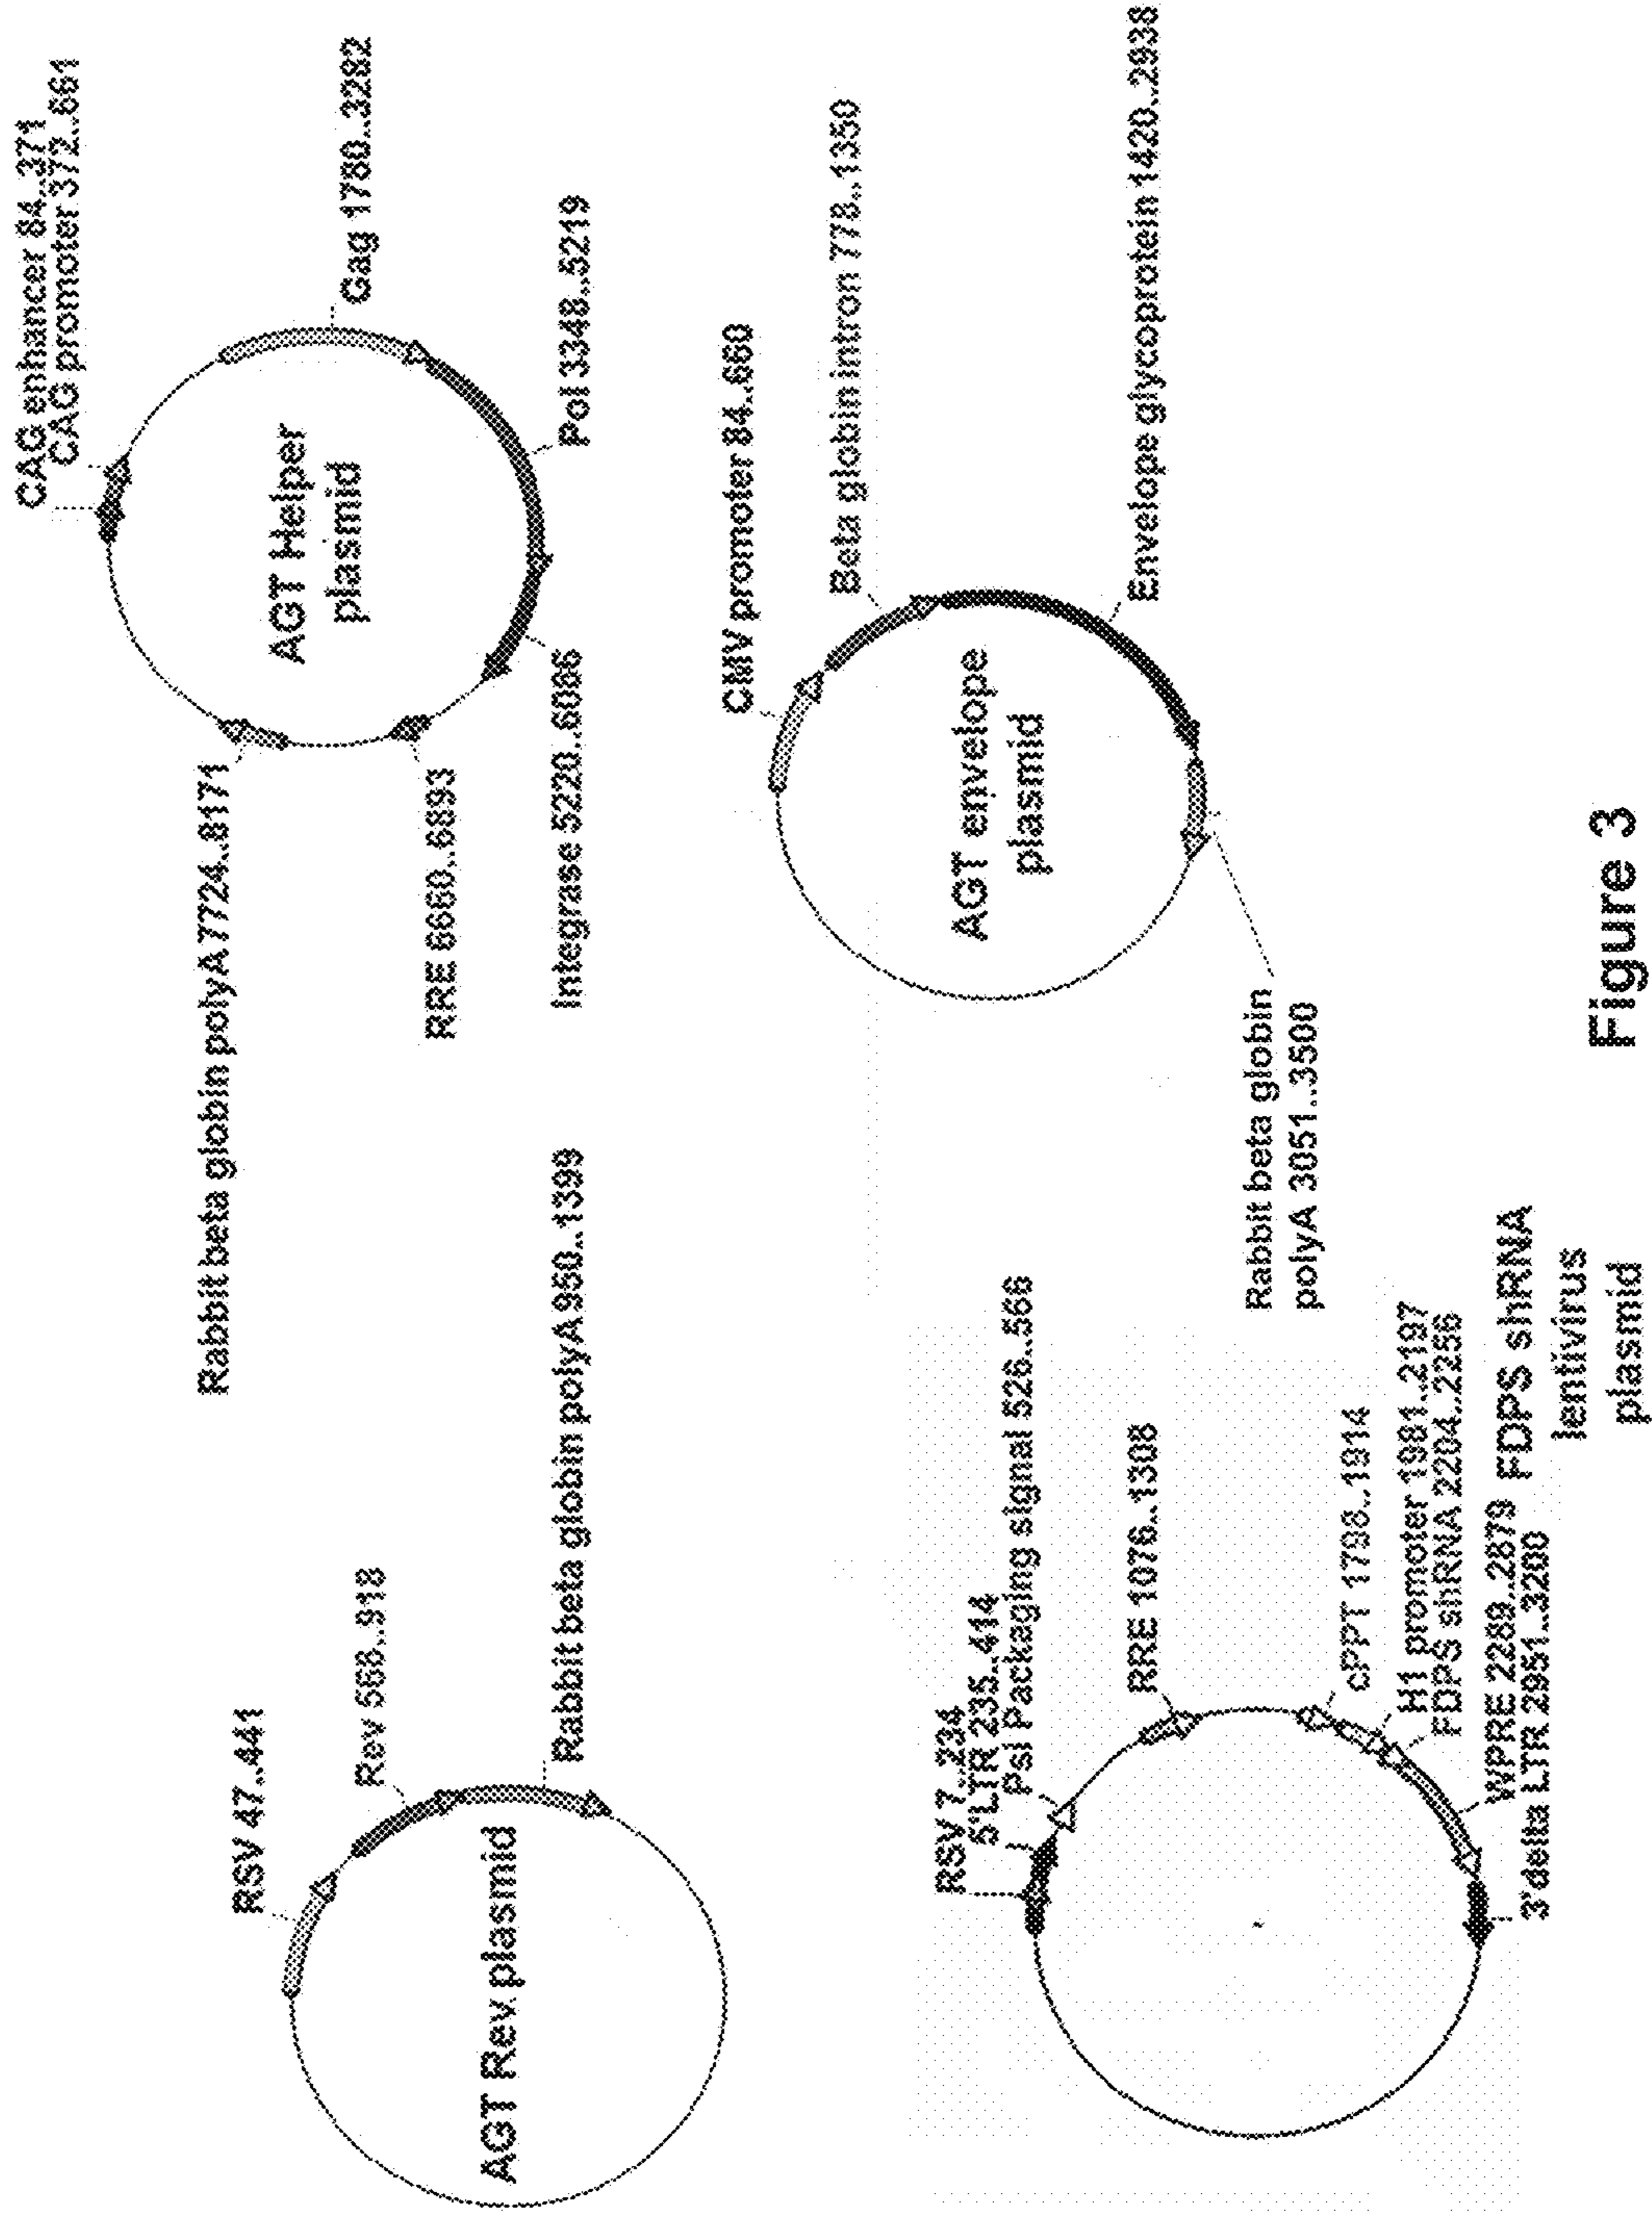 CAG enhancer 84..371
CAG promoter 372..661
Gag 1780..3282
Pol 3348..5219
Integrase 5220..6086
RRE 6660..6893
Rabbit beta globin polyA 7724..8171
AGT Helper
plasmid
RSV 47..441
Rev 568..918
Rabbit beta globin polyA 950..1399
AGT Rev plasmid
CMV promoter 84..660
Beta globin intron 778..1350
Envelope glycoprotein 1420..2938
Rabbit beta globin
polyA 3051..3500
AGT envelope
plasmid
RSV 7..234
5'LTR 235..414
Psi Packaging signal 526..566
RRE 1076..1308
cPPT 1798..1914
H1 promoter 1981..2197
FDPS shRNA 2204..2256
WPRE 2289..2879
3'delta LTR 2951..3200
FDPS shRNA
lentivirus
plasmid
Figure 3